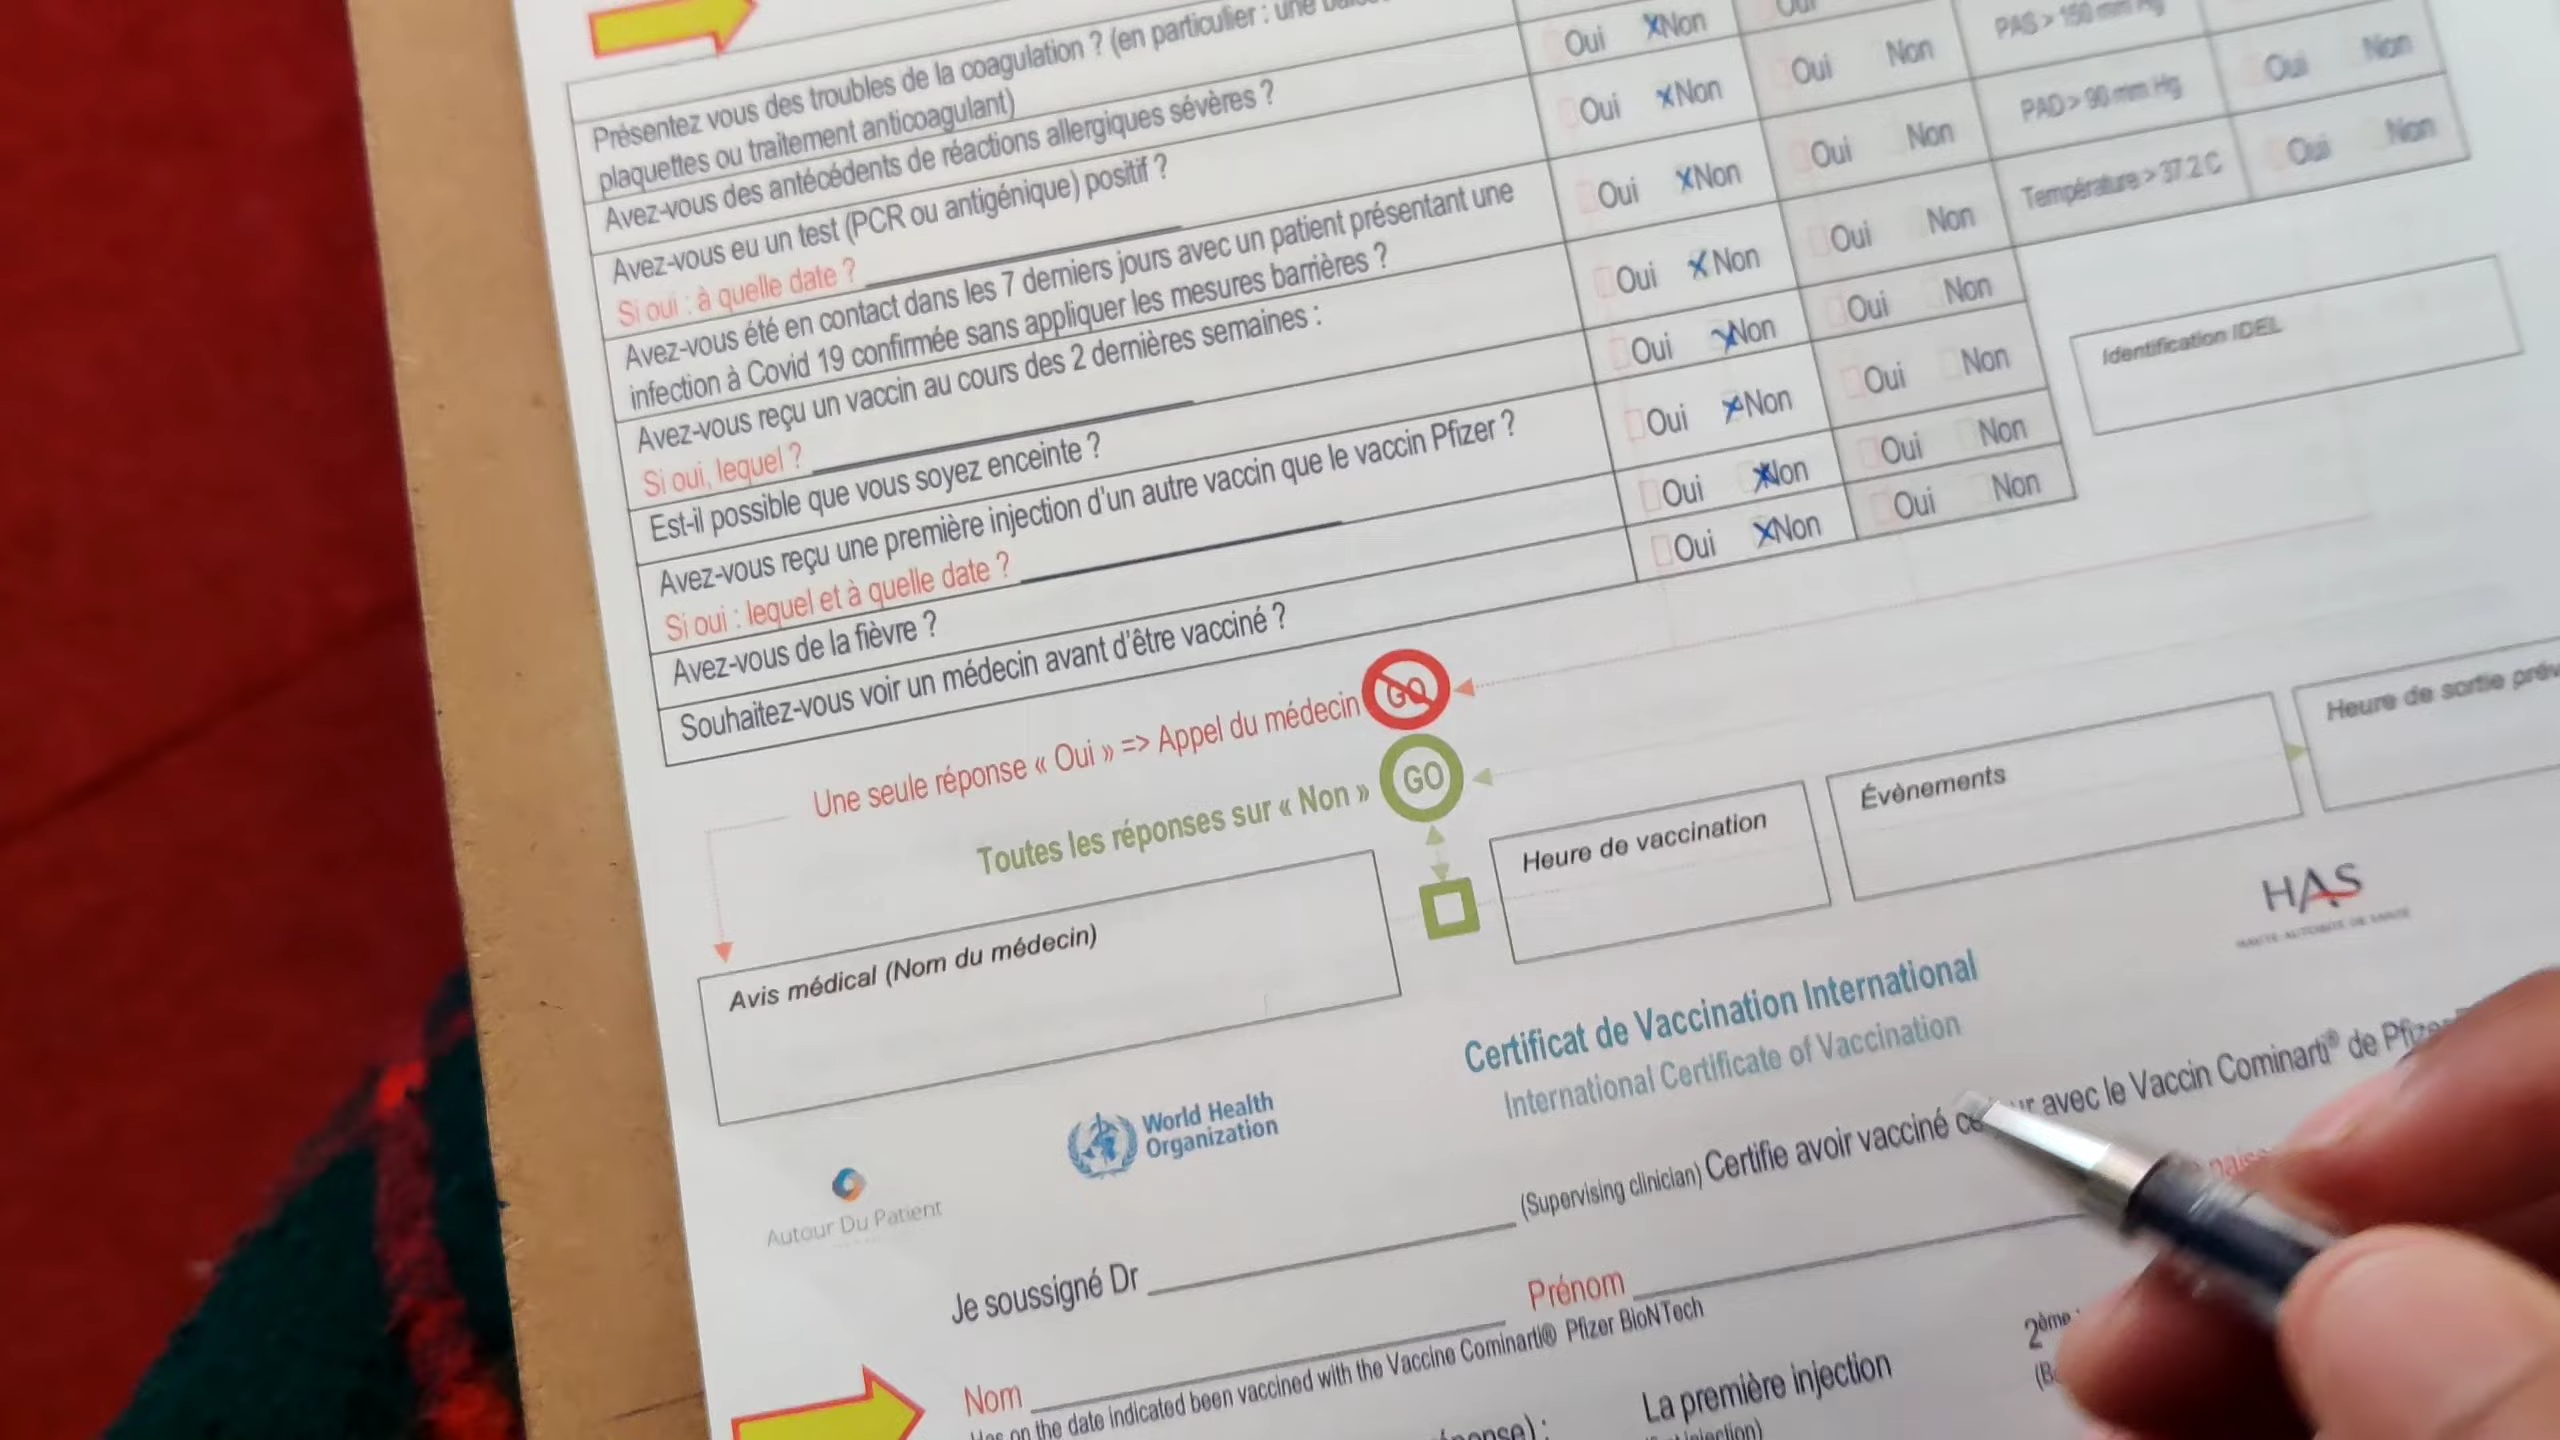 Présentez vous des troubles de la coagulation ? (en particulier : une
plaquettes ou traitement anticoagulant)
Oui Non
Avez-vous des antécédents de réactions allergiques sévères ?
Oui Non Oui Non
Avez-vous eu un test (PCR ou antigénique) positif ?
Si oui : à quelle date ?
Oui Non Oui Non
Avez-vous été en contact dans les 7 derniers jours avec un patient présentant une
infection à Covid 19 confirmée sans appliquer les mesures barrières ?
Oui Non Oui Non
Avez-vous reçu un vaccin au cours des 2 dernières semaines :
Si oui, lequel ?
Oui Non Oui Non
Est-il possible que vous soyez enceinte ?
Oui Non Oui Non
Avez-vous reçu une première injection d'un autre vaccin que le vaccin Pfizer ?
Si oui : lequel et à quelle date ?
Oui Non Oui Non
Avez-vous de la fièvre ?
Oui Non Oui Non
Souhaitez-vous voir un médecin avant d'être vacciné ?
Oui Non
PAS > 150 mm Hg
PAD > 90 mm Hg Oui Non
Température > 37.2 C Oui Non
Identification IDEL
Une seule réponse « Oui » => Appel du médecin GO
Toutes les réponses sur « Non » GO
Avis médical (Nom du médecin)
Heure de vaccination
Évènements
Heure de sortie
HAS
HAUTE AUTORITÉ DE SANTÉ
Certificat de Vaccination International
International Certificate of Vaccination
World Health
Organization
Autour Du Patient
Je soussigné Dr (Supervising clinician) Certifie avoir vacciné avec le Vaccin Cominarti® de
Nom Prénom
on the date indicated been vaccined with the Vaccine Cominarti® Pfizer BioNTech
La première injection
2ème